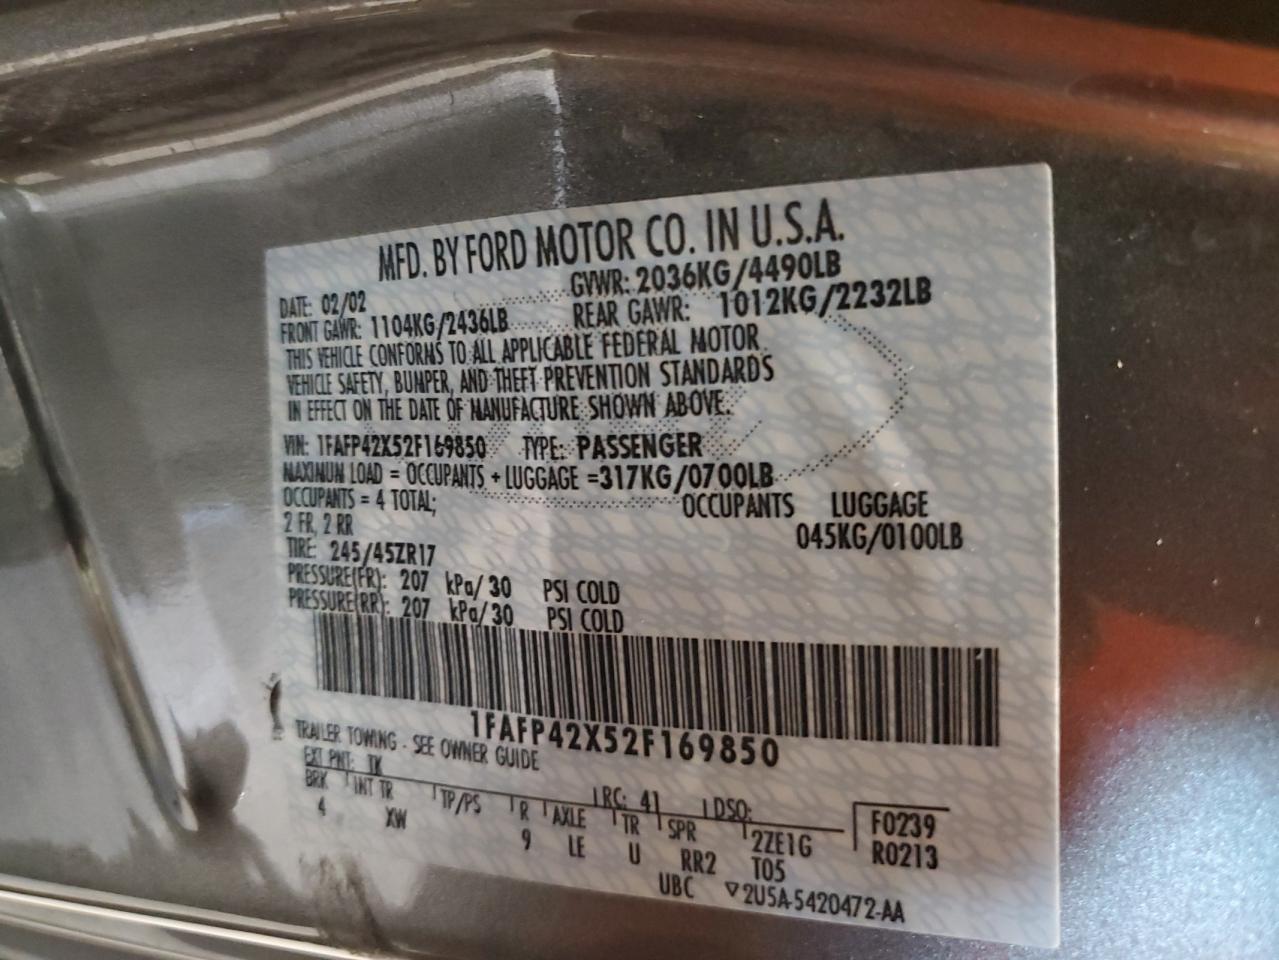 MFD. BY FORD MOTOR CO. IN U.S.A.
DATE: 02/02 GVWR: 2036KG/4490LB
FRONT GAWR: 1104KG/2436LB REAR GAWR: 1012KG/2232LB
THIS VEHICLE CONFORMS TO ALL APPLICABLE FEDERAL MOTOR
VEHICLE SAFETY, BUMPER, AND THEFT PREVENTION STANDARDS
IN EFFECT ON THE DATE OF MANUFACTURE SHOWN ABOVE.
VIN: 1FAFP42X52F169850 TYPE: PASSENGER
MAXIMUM LOAD = OCCUPANTS + LUGGAGE =317KG/0700LB
OCCUPANTS = 4 TOTAL; OCCUPANTS LUGGAGE
2 FR, 2 RR 045KG/0100LB
TIRE: 245/45ZR17
PRESSURE(FR): 207 kPa/ 30 PSI COLD
PRESSURE(RR): 207 kPa/30 PSI COLD
1FAFP42X52F169850
TRAILER TOWING - SEE OWNER GUIDE
EXT PNT: TK RC: 41 DSO: F0239
BRK INT TR TP/PS R AXLE TR SPR 2ZE1G R0213
4 XW 9 LE U RR2 T05
UBC ▽2U5A-5420472-AA